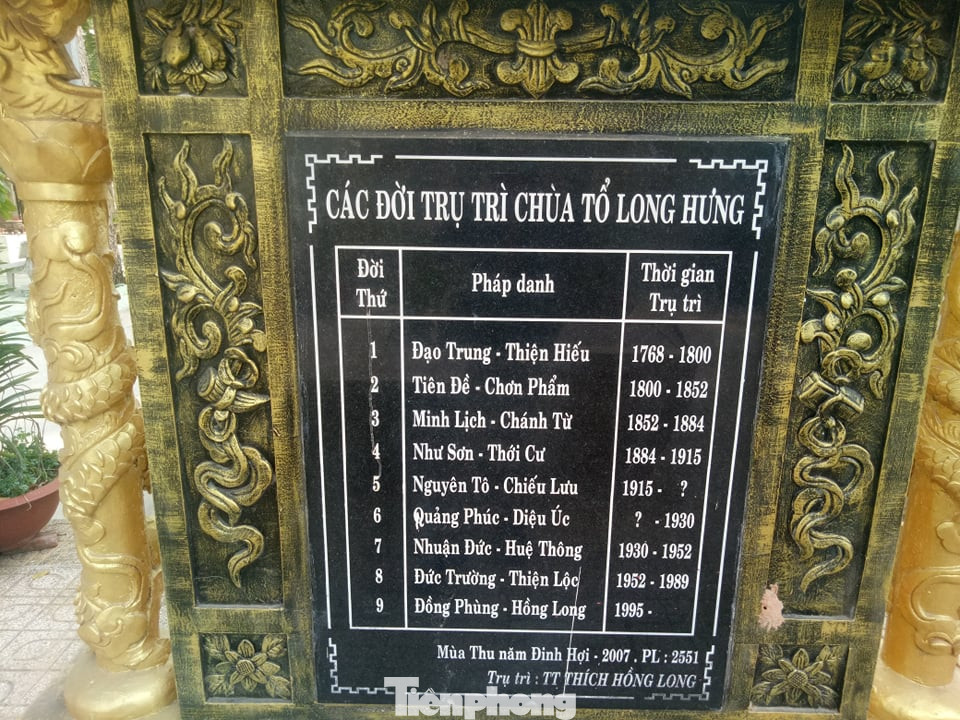 CÁC ĐỜI TRỤ TRÌ CHÙA TỔ LONG HƯNG
Đời Thứ Pháp danh Thời gian Trụ trì
1 Đạo Trung - Thiện Hiếu 1768 - 1800
2 Tiên Đề - Chơn Phẩm 1800 - 1852
3 Minh Lịch - Chánh Từ 1852 - 1884
4 Như Sơn - Thới Cư 1884 - 1915
5 Nguyên Tô - Chiếu Lưu 1915 - ?
6 Quảng Phúc - Diệu Úc ? - 1930
7 Nhuận Đức - Huệ Thông 1930 - 1952
8 Đức Trường - Thiện Lộc 1952 - 1989
9 Đồng Phùng - Hồng Long 1995 -
Mùa Thu năm Đinh Hợi - 2007 . PL : 2551
Trụ trì : TT THÍCH HỒNG LONG
Tiênphong